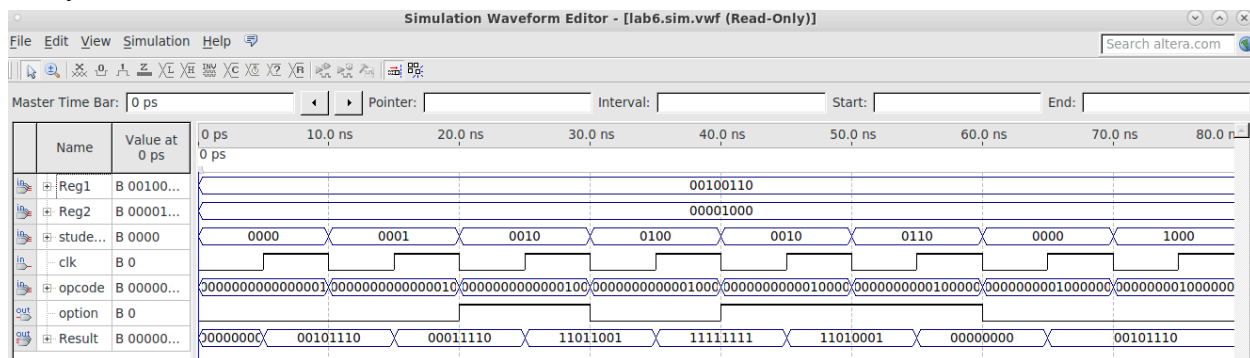 Simulation Waveform Editor - [lab6.sim.vwf (Read-Only)]
File Edit View Simulation Help
Search altera.com
Master Time Bar: 0 ps Pointer: Interval: Start: End:
Name Value at 0 ps 0 ps 10.0 ns 20.0 ns 30.0 ns 40.0 ns 50.0 ns 60.0 ns 70.0 ns 80.0 n
0 ps
Reg1 B 00100... 00100110
Reg2 B 00001... 00001000
stude... B 0000 0000 0001 0010 0100 0010 0110 0000 1000
clk B 0
opcode B 00000... 0000000000000001 0000000000000010 0000000000000100 0000000000001000 0000000000010000 0000000000100000 0000000001000000 000000001000000
option B 0
Result B 00000... 00000000 00101110 00011110 11011001 11111111 11010001 00000000 00101110